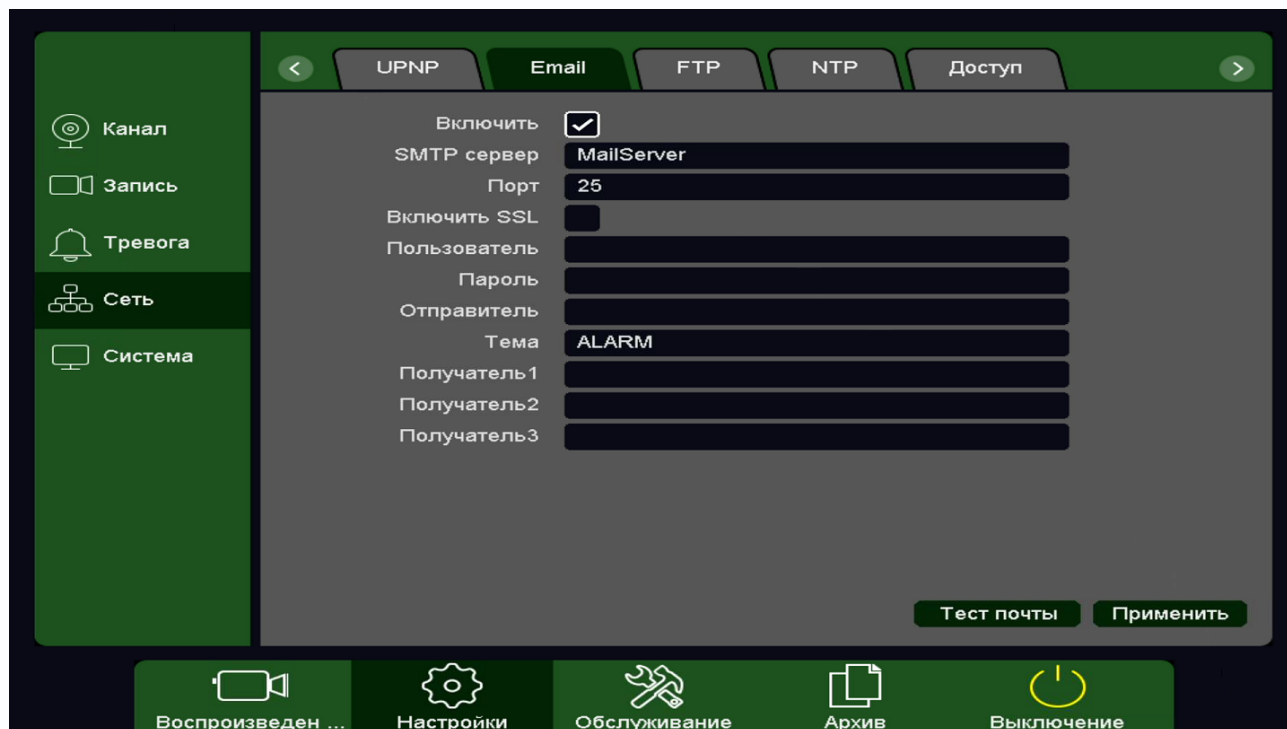 UPNP Email FTP NTP Доступ
Канал
Запись
Тревога
Сеть
Система
Включить
SMTP сервер MailServer
Порт 25
Включить SSL
Пользователь
Пароль
Отправитель
Тема ALARM
Получатель1
Получатель2
Получатель3
Тест почты Применить
Воспроизведен ... Настройки Обслуживание Архив Выключение